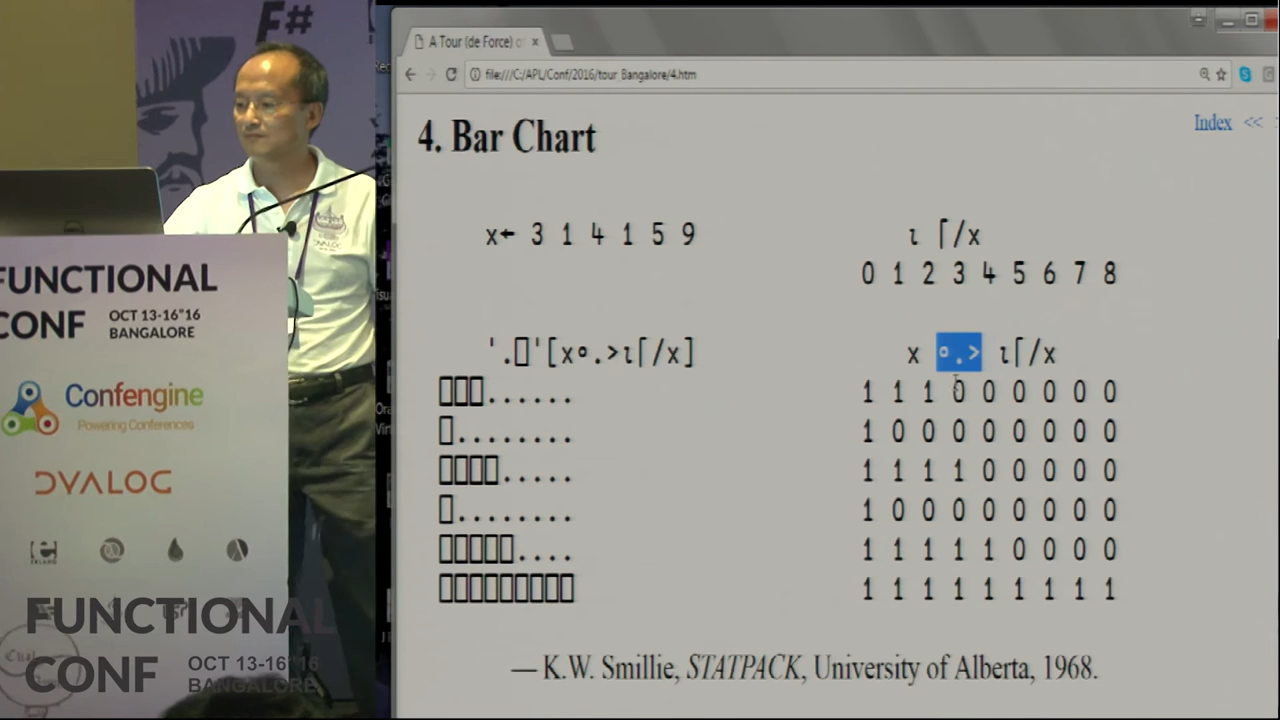 F#
FUNCTIONAL
CONF
OCT 13-16"16
BANGALORE
Confengine
Powering Conferences
DYALOC
FUNCTIONAL
CONF
OCT 13-16"16
BANGALORE
DYALOC
A Tour (de Force) o
file:///C:/APL/Conf/2016/tour Bangalore/4.htm
Index <<
4. Bar Chart
x← 3 1 4 1 5 9
⍳ ⌈/x
0 1 2 3 4 5 6 7 8
'.⎕'[x∘.>⍳⌈/x]
x ∘.> ⍳⌈/x
⎕⎕⎕......
1 1 1 0 0 0 0 0 0
⎕........
1 0 0 0 0 0 0 0 0
⎕⎕⎕⎕.....
1 1 1 1 0 0 0 0 0
⎕........
1 0 0 0 0 0 0 0 0
⎕⎕⎕⎕⎕....
1 1 1 1 1 0 0 0 0
⎕⎕⎕⎕⎕⎕⎕⎕⎕
1 1 1 1 1 1 1 1 1
— K.W. Smillie, STATPACK, University of Alberta, 1968.